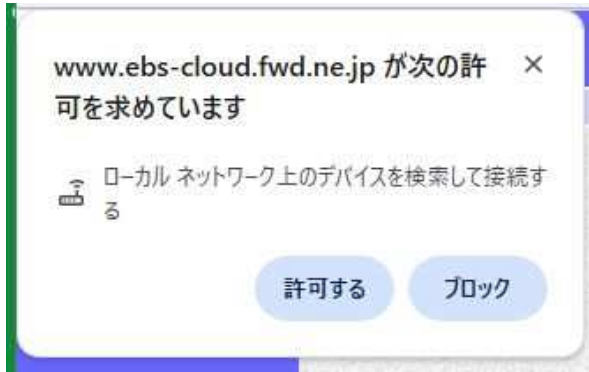 www.ebs-cloud.fwd.ne.jp が次の許
可を求めています
ローカル ネットワーク上のデバイスを検索して接続す
る
許可する
ブロック